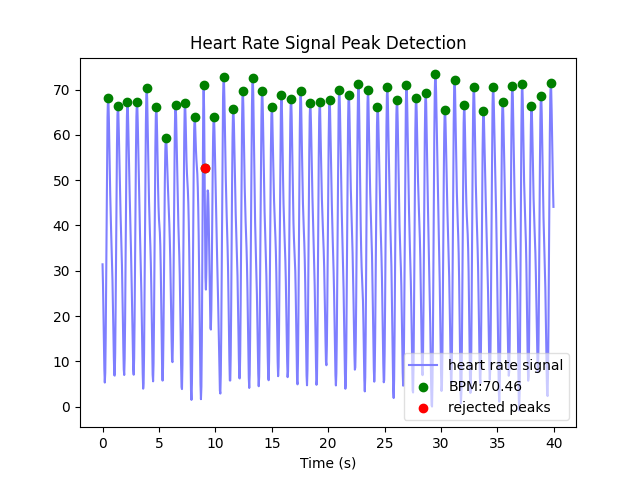 Heart Rate Signal Peak Detection
70
60
50
40
30
20
10
0
heart rate signal
BPM:70.46
rejected peaks
0 5 10 15 20 25 30 35 40
Time (s)